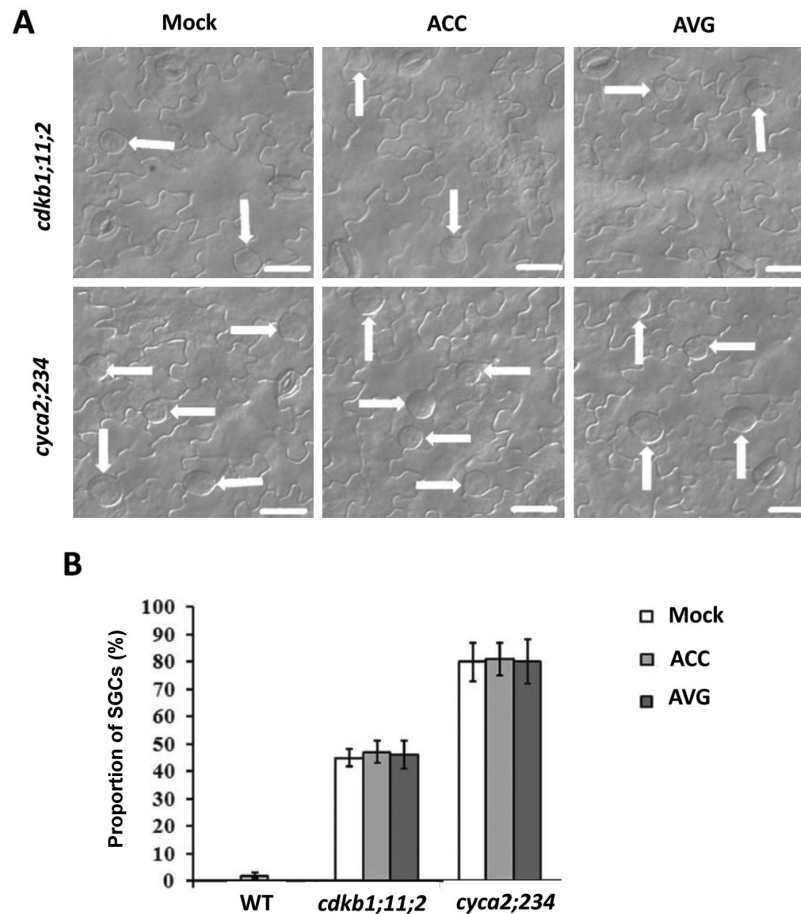 A
Mock
ACC
AVG
cdkb1;11;2
cyca2;234
B
Proportion of SGCs (%)
100
90
80
70
60
50
40
30
20
10
0
WT
cdkb1;11;2
cyca2;234
Mock
ACC
AVG